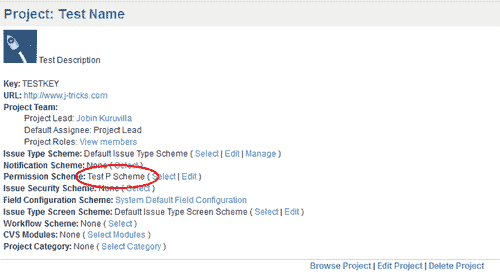 Project: Test Name
Test Description
Key: TESTKEY
URL: http://www.j-tricks.com
Project Team:
Project Lead: Jobin Kuruvilla
Default Assignee: Project Lead
Project Roles: View members
Issue Type Scheme: Default Issue Type Scheme ( Select | Edit | Manage )
Notification Scheme: None ( Select )
Permission Scheme: Test P Scheme ( Select | Edit )
Issue Security Scheme: None ( Select )
Field Configuration Scheme: System Default Field Configuration
Issue Type Screen Scheme: Default Issue Type Screen Scheme ( Select | Edit )
Workflow Scheme: None ( Select )
CVS Modules: None ( Select Modules )
Project Category: None ( Select Category )
Browse Project | Edit Project | Delete Project